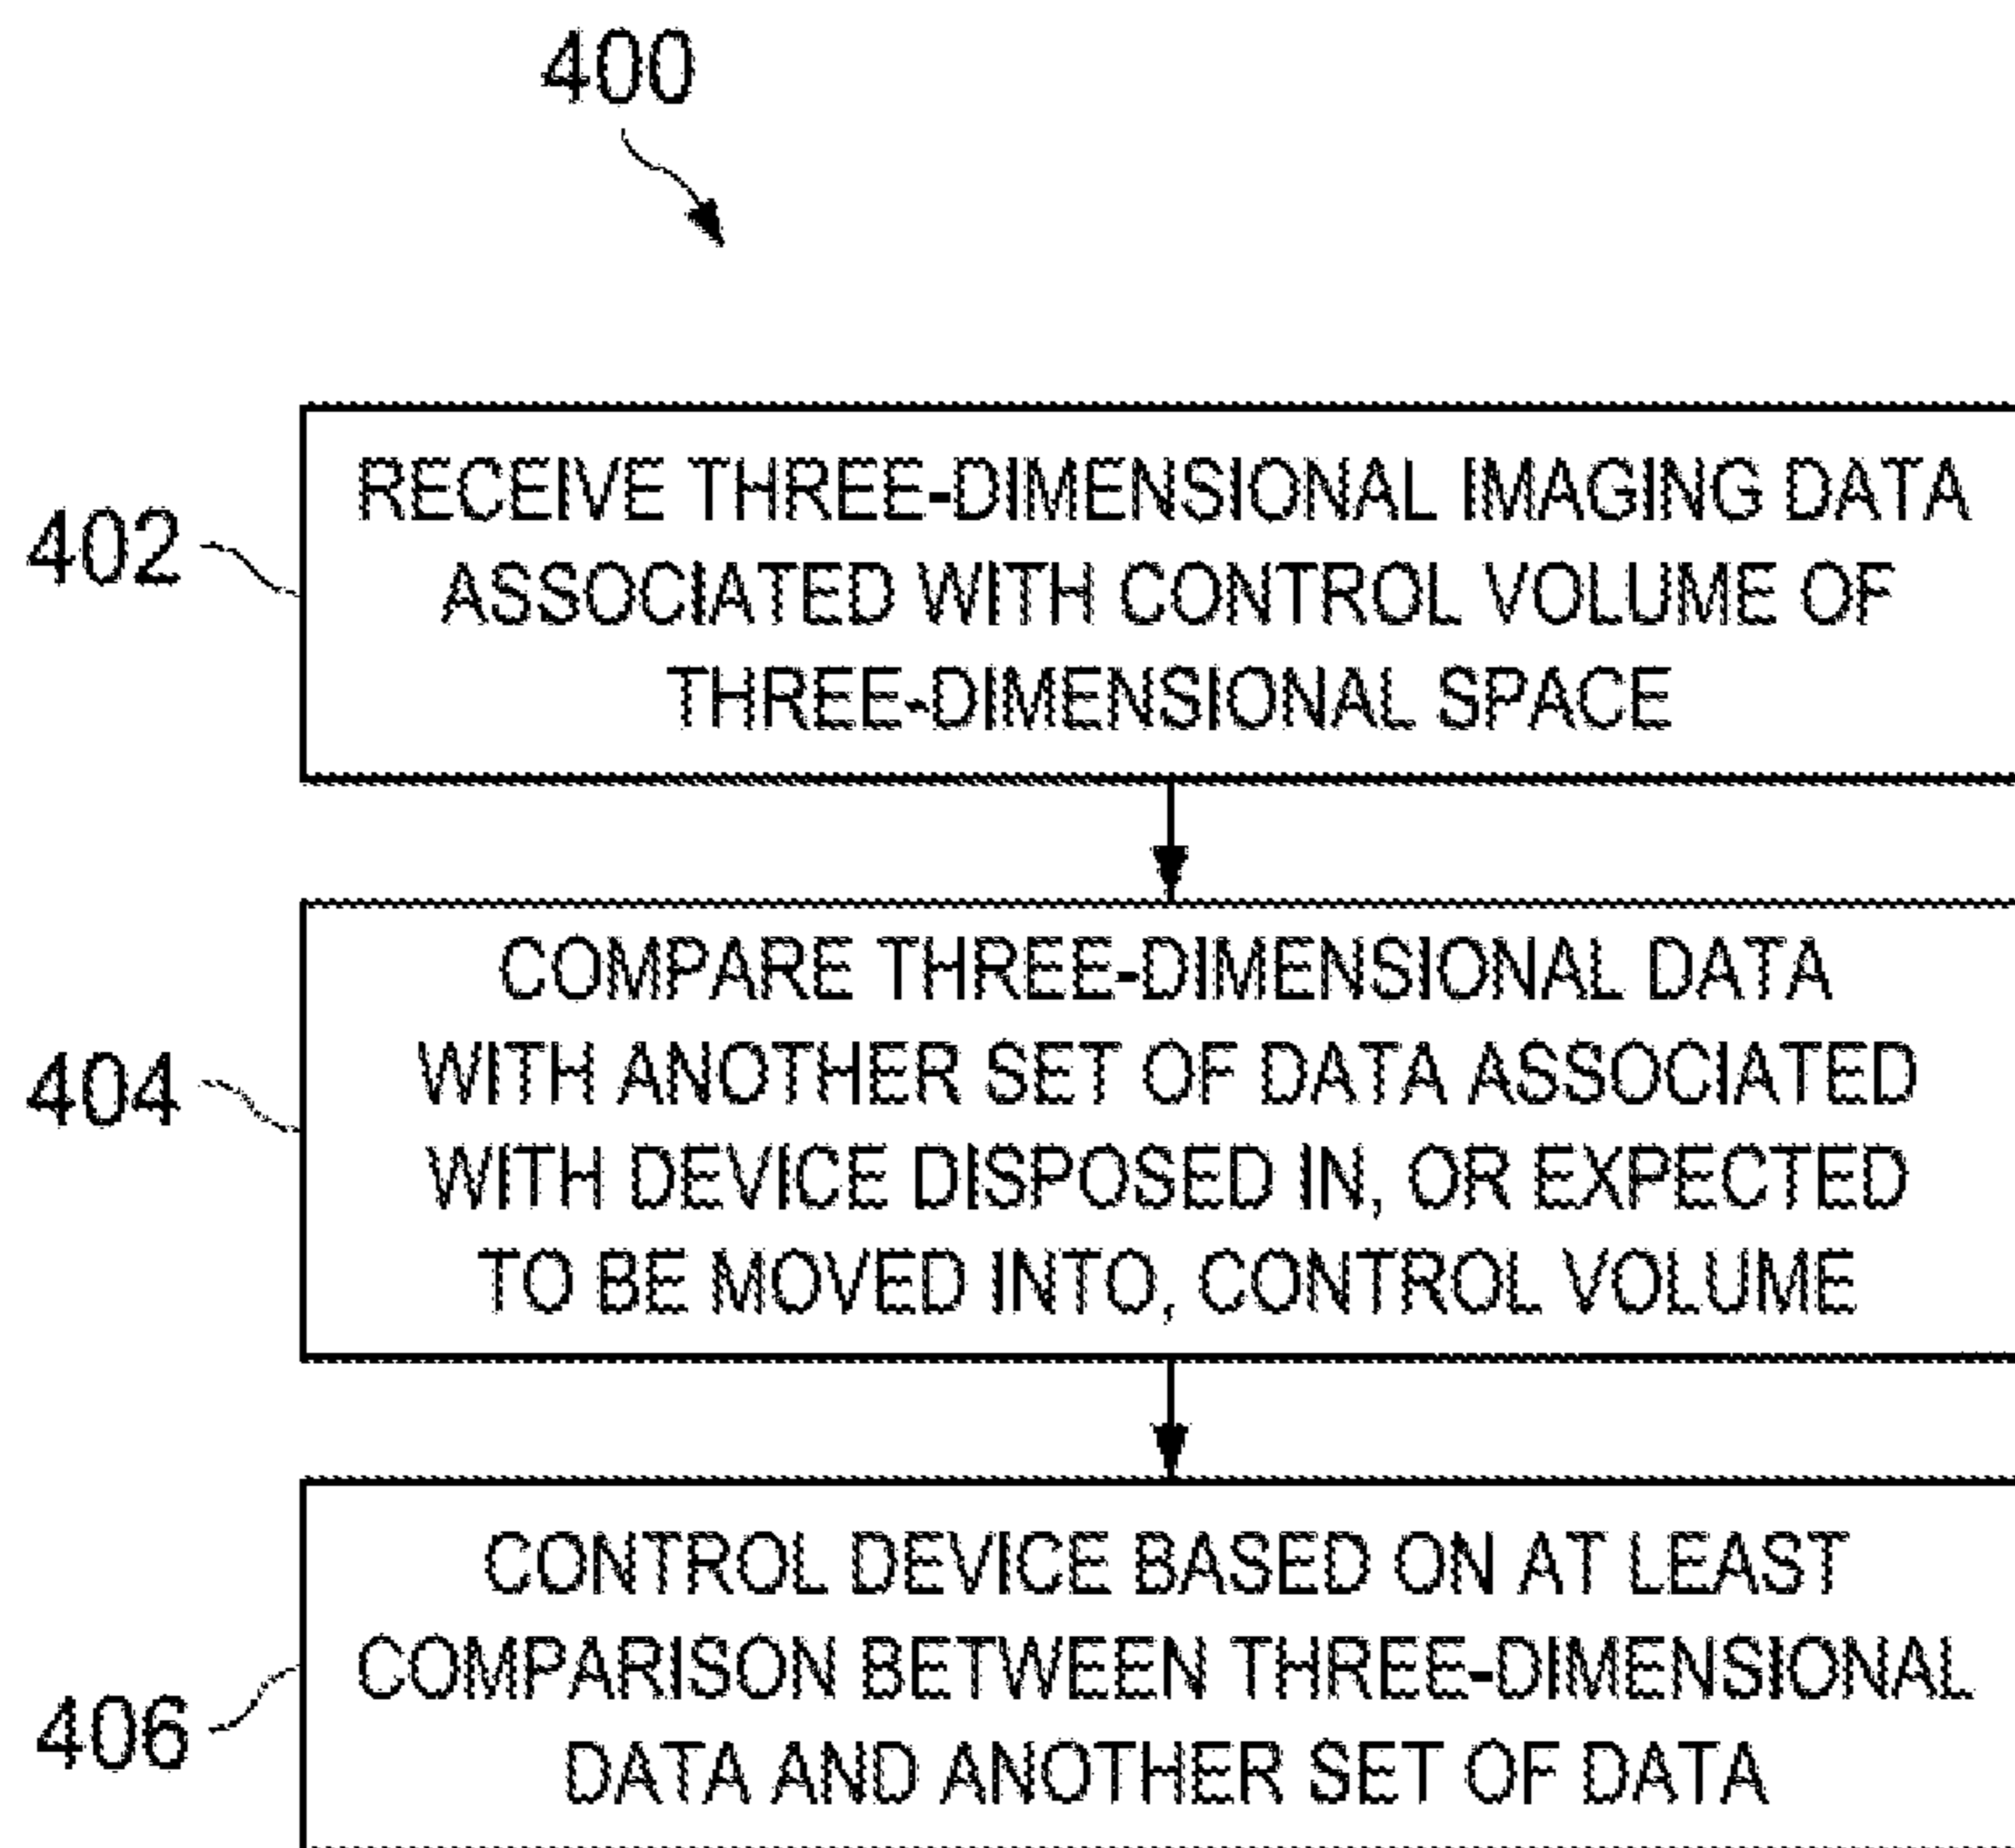 400
402
RECEIVE THREE-DIMENSIONAL IMAGING DATA
ASSOCIATED WITH CONTROL VOLUME OF
THREE-DIMENSIONAL SPACE
404
COMPARE THREE-DIMENSIONAL DATA
WITH ANOTHER SET OF DATA ASSOCIATED
WITH DEVICE DISPOSED IN, OR EXPECTED
TO BE MOVED INTO, CONTROL VOLUME
406
CONTROL DEVICE BASED ON AT LEAST
COMPARISON BETWEEN THREE-DIMENSIONAL
DATA AND ANOTHER SET OF DATA